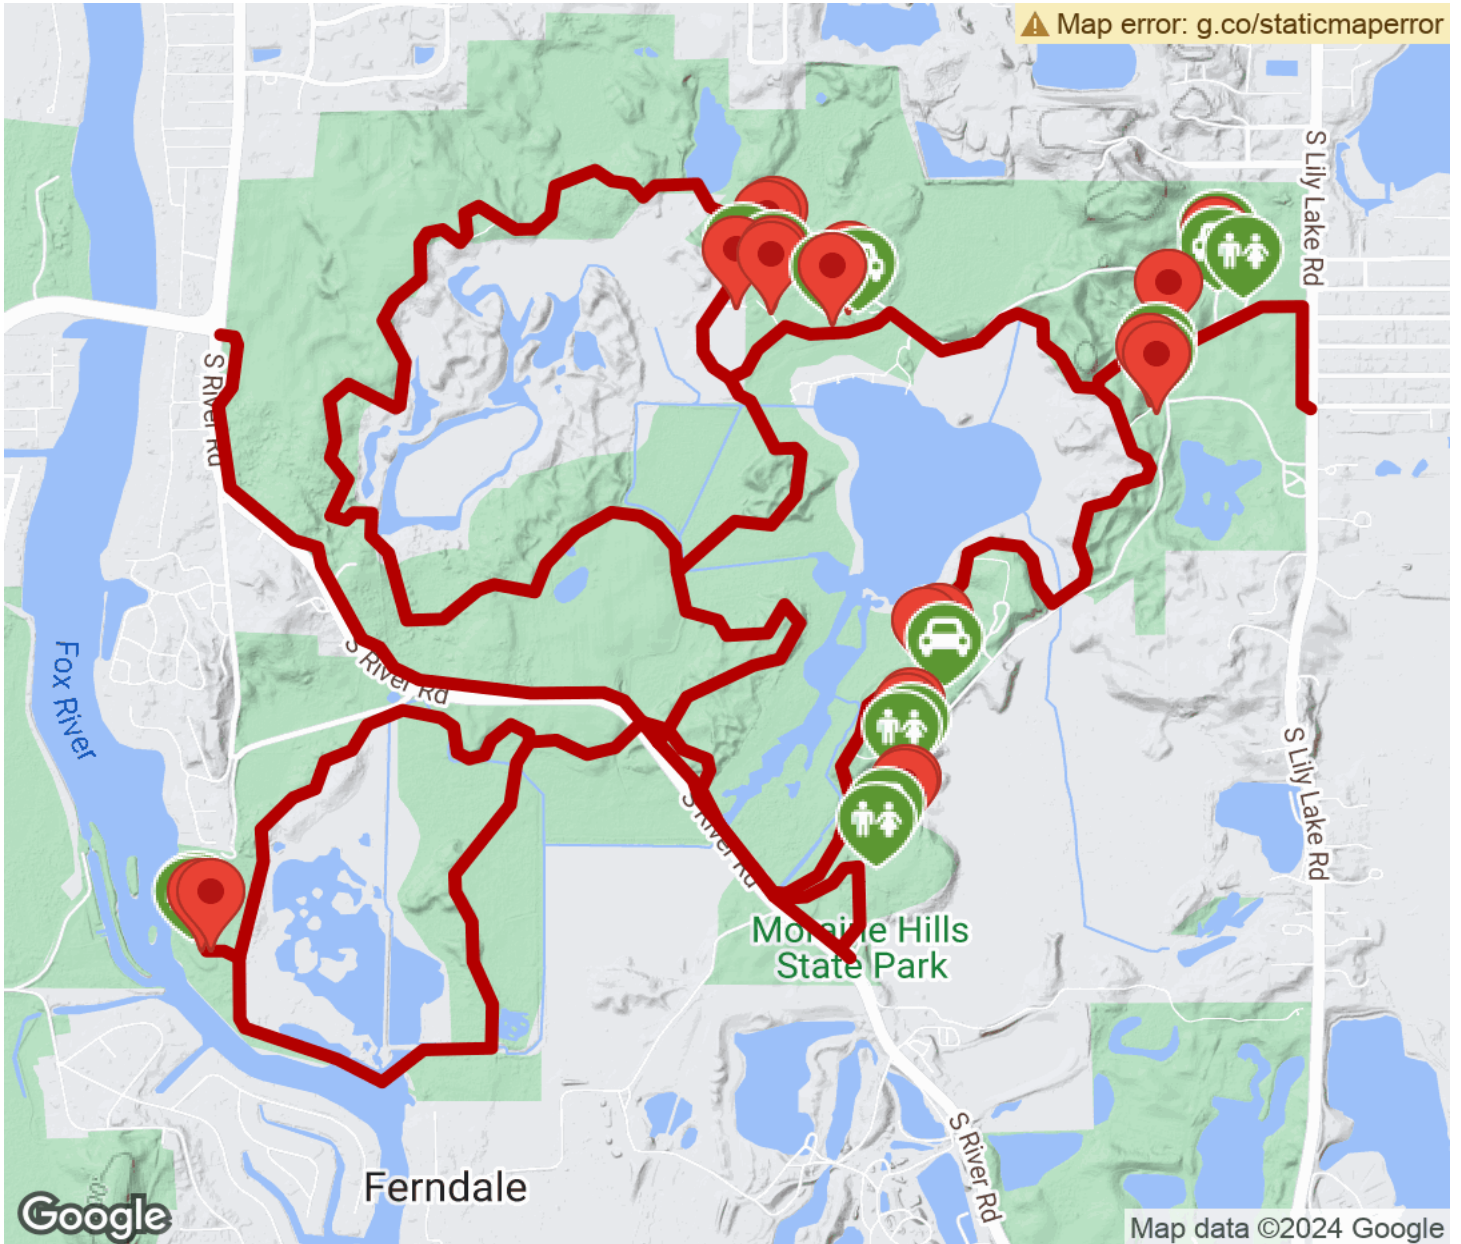 Map error: g.co/staticmaperror
S Lily Lake Rd
S River Rd
S River Rd
Fox River
S River Rd
S Lily Lake Rd
Moraine Hills
State Park
S River Rd
Ferndale
Google
Map data ©2024 Google